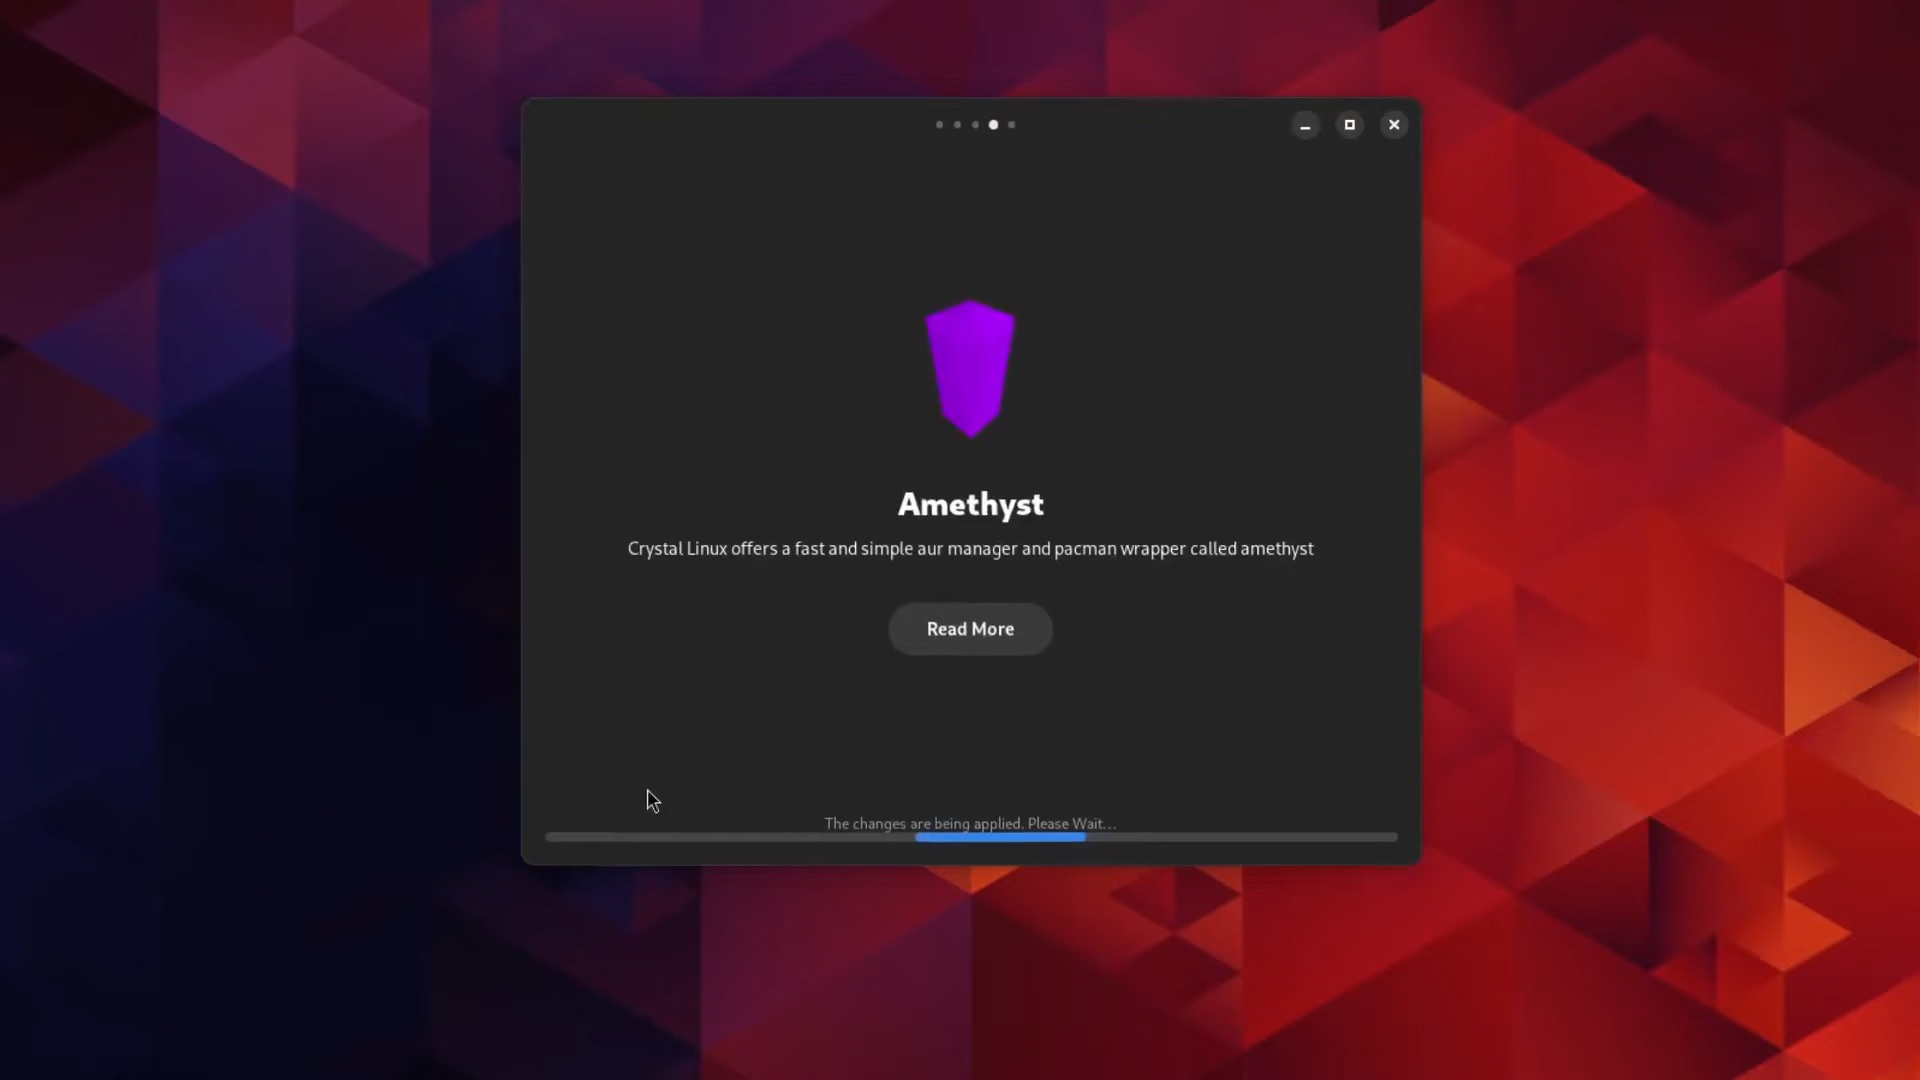 Amethyst
Crystal Linux offers a fast and simple aur manager and pacman wrapper called amethyst
Read More
The changes are being applied. Please Wait...